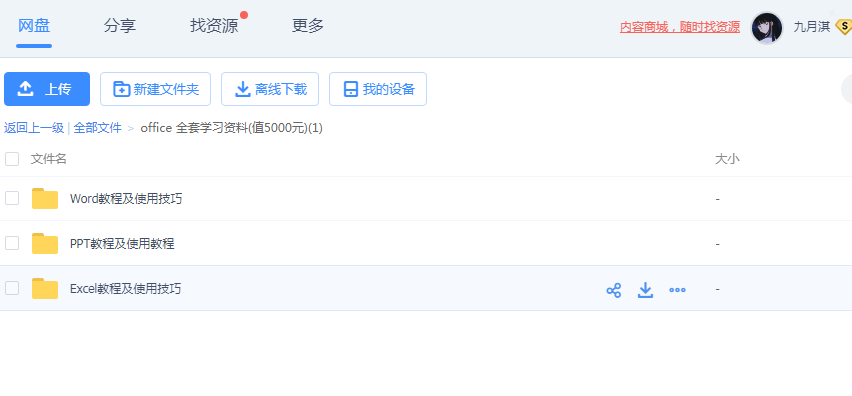 网盘 分享 找资源 更多 内容商城，随时找资源 九月淇 S
上传 新建文件夹 离线下载 我的设备
返回上一级 | 全部文件 > office 全套学习资料(值5000元)(1)
文件名 大小
Word教程及使用技巧 -
PPT教程及使用教程 -
Excel教程及使用技巧 -